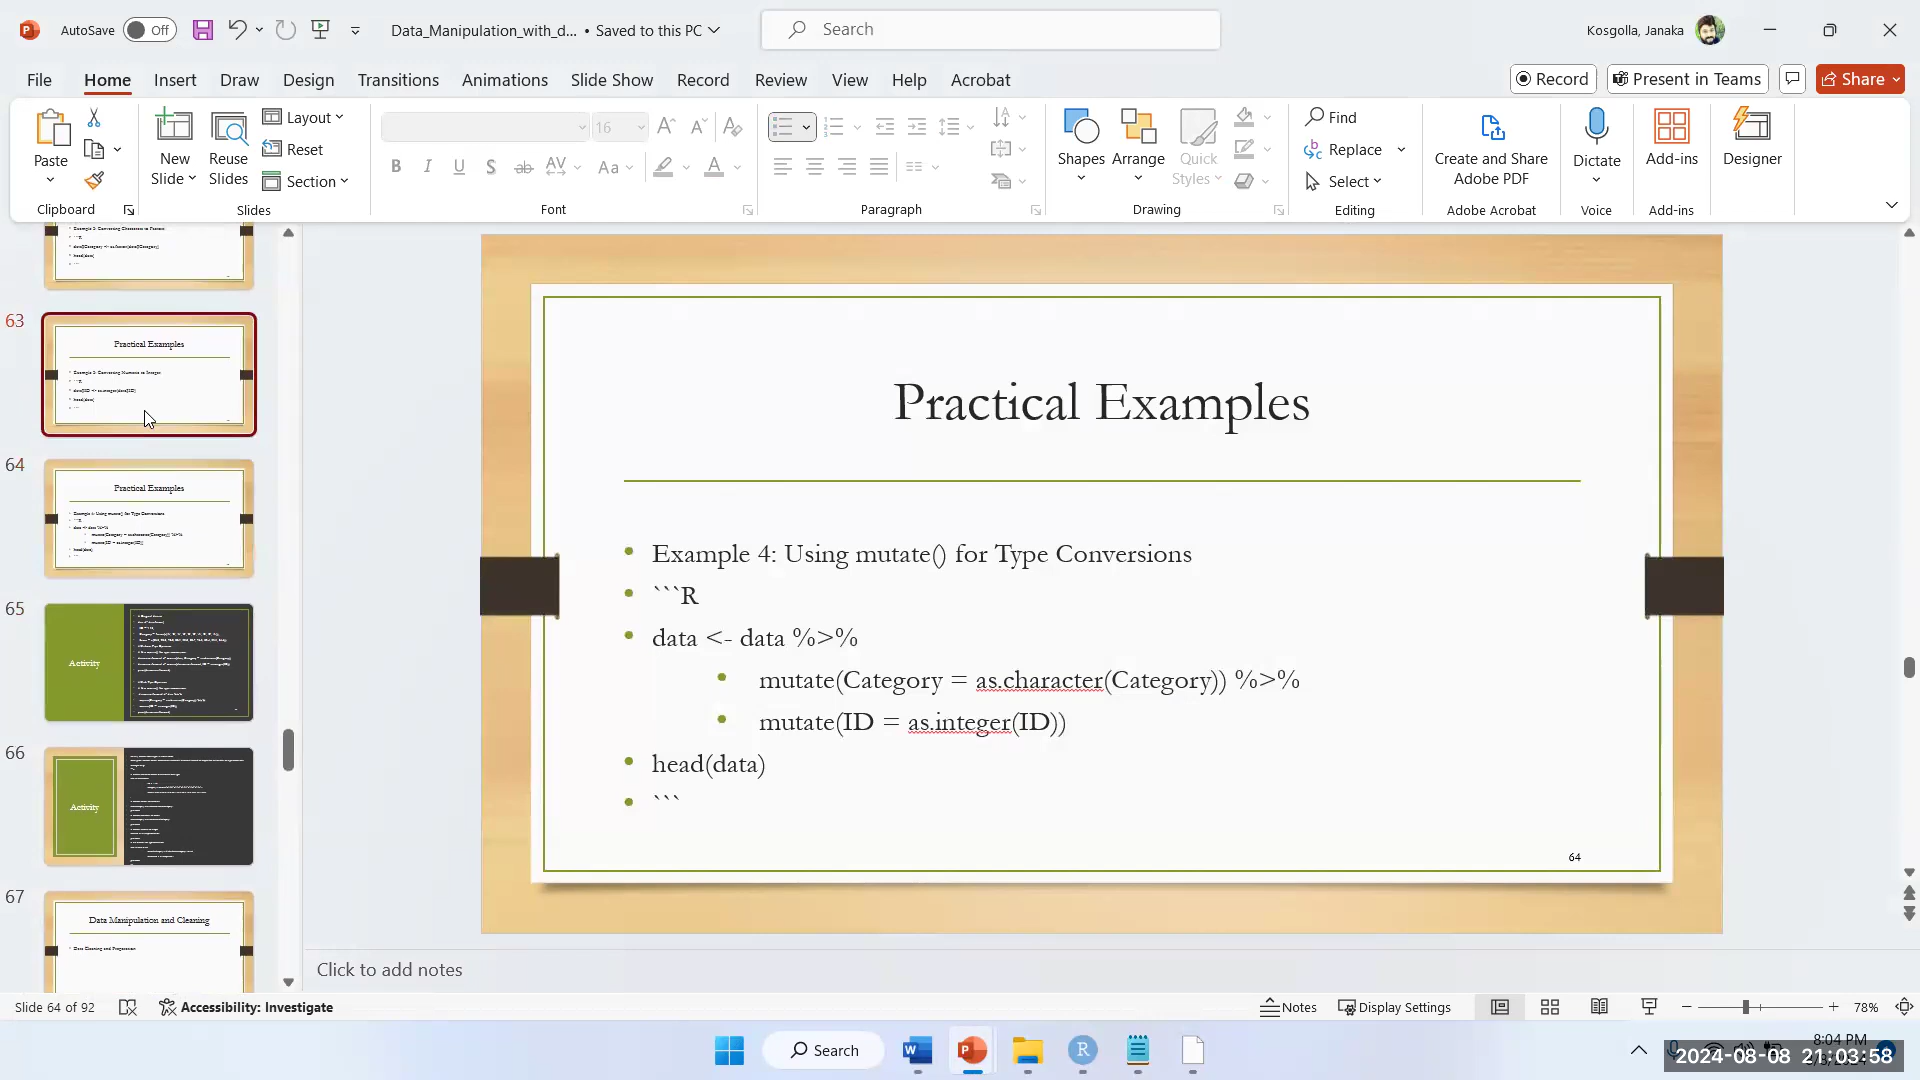 AutoSave Off Data_Manipulation_with_d... • Saved to this PC Search Kosgolla, Janaka
File Home Insert Draw Design Transitions Animations Slide Show Record Review View Help Acrobat Record Present in Teams Share
Paste New Slide Reuse Slides Layout Reset Section 16 Shapes Arrange Quick Styles Find Replace Select Create and Share Adobe PDF Dictate Add-ins Designer
Clipboard Slides Font Paragraph Drawing Editing Adobe Acrobat Voice Add-ins
63
Practical Examples
64
Practical Examples
65
Activity
66
Activity
67
Data Manipulation and Cleaning
Data Cleaning and Preparation
Practical Examples
• Example 4: Using mutate() for Type Conversions
• ```R
• data <- data %>%
• mutate(Category = as.character(Category)) %>%
• mutate(ID = as.integer(ID))
• head(data)
• ```
64
Click to add notes
Slide 64 of 92 Accessibility: Investigate Notes Display Settings 78%
Search
8:04 PM
2024-08-08 21:03:58